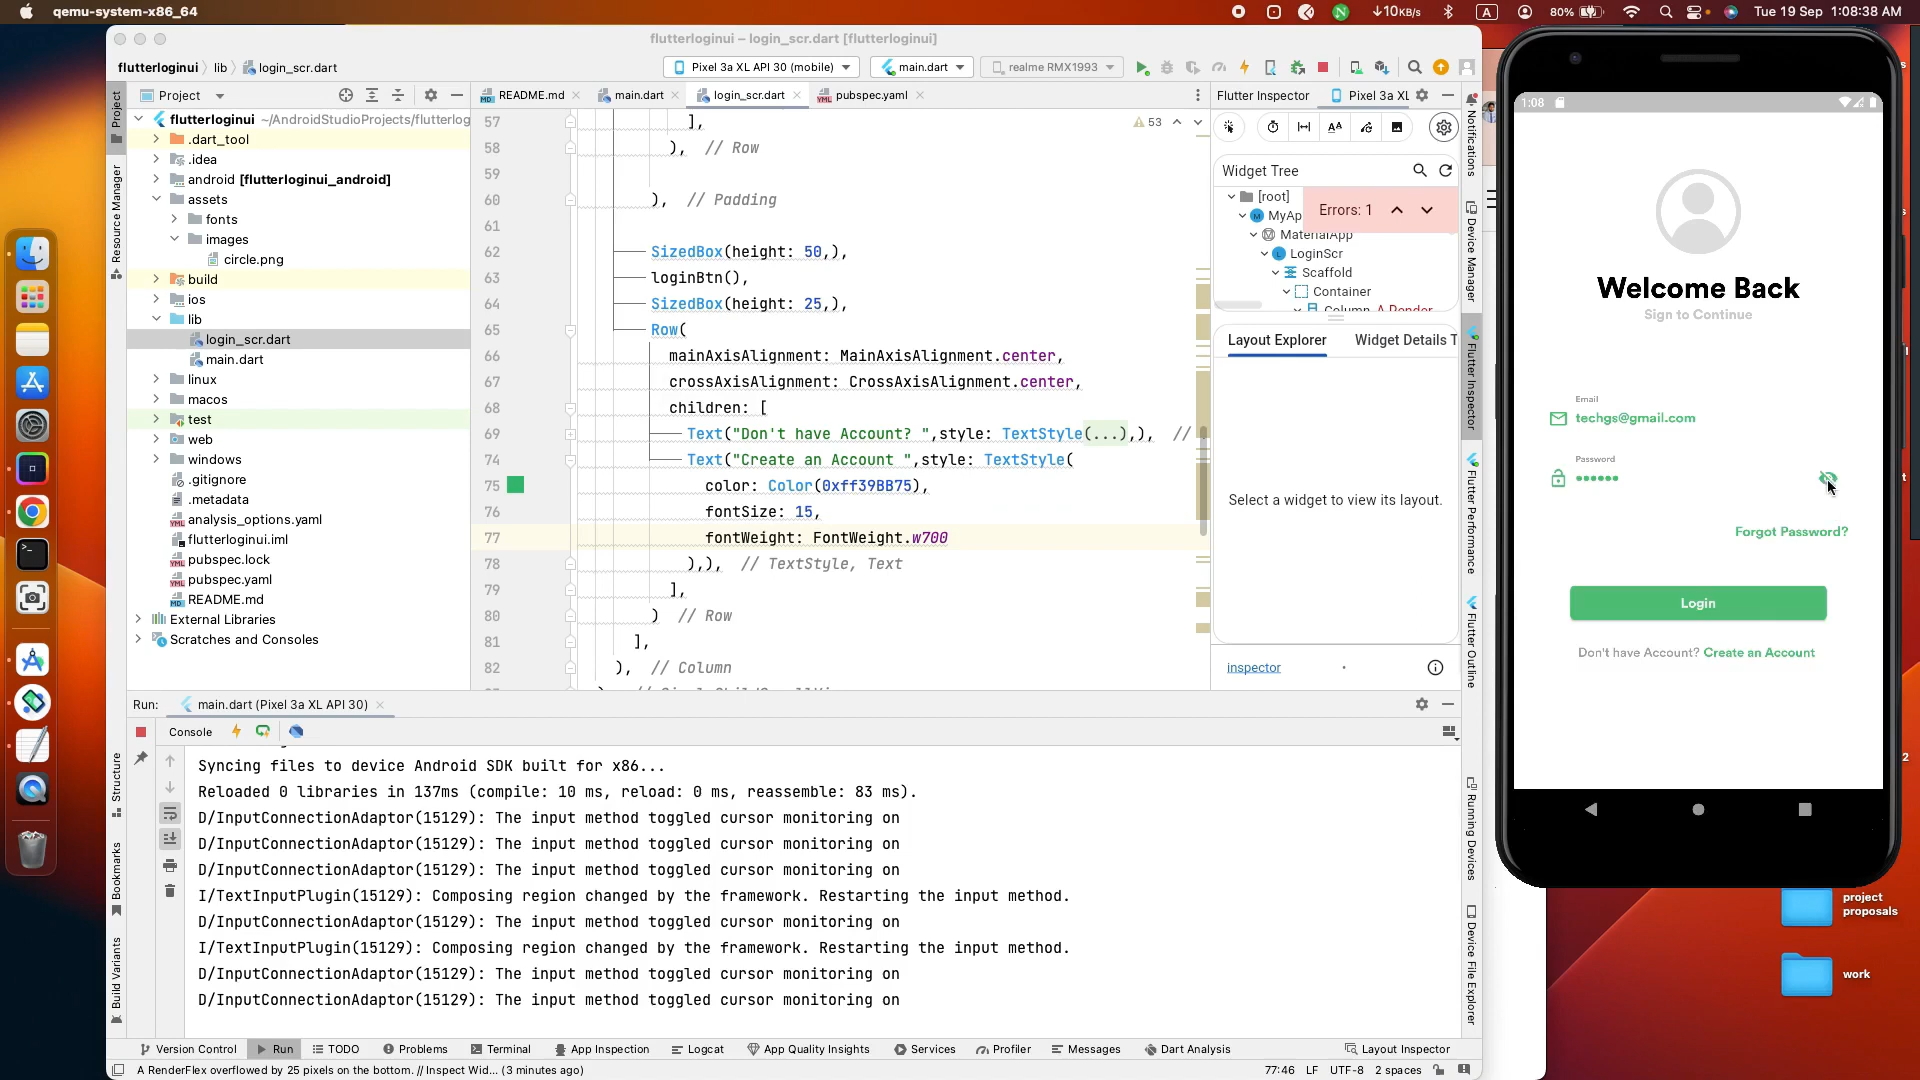 qemu-system-x86_64
10KB/s
A
80%
Tue 19 Sep 1:08:38 AM
flutterloginui – login_scr.dart [flutterloginui]
flutterloginui
lib
login_scr.dart
Pixel 3a XL API 30 (mobile)
main.dart
realme RMX1993
Project
README.md
main.dart
login_scr.dart
pubspec.yaml
Flutter Inspector
Pixel 3a XL
Project
Resource Manager
Structure
Bookmarks
Build Variants
flutterloginui ~/AndroidStudioProjects/flutterlog
.dart_tool
.idea
android [flutterloginui_android]
assets
fonts
images
circle.png
build
ios
lib
login_scr.dart
main.dart
linux
macos
test
web
windows
.gitignore
.metadata
analysis_options.yaml
flutterloginui.iml
pubspec.lock
pubspec.yaml
README.md
External Libraries
Scratches and Consoles
53
57 ],
58 ), // Row
59
60 ), // Padding
61
62 SizedBox(height: 50,),
63 loginBtn(),
64 SizedBox(height: 25,),
65 Row(
66 mainAxisAlignment: MainAxisAlignment.center,
67 crossAxisAlignment: CrossAxisAlignment.center,
68 children: [
69 Text("Don't have Account? ",style: TextStyle(...),), //
74 Text("Create an Account ",style: TextStyle(
75 color: Color(0xff39BB75),
76 fontSize: 15,
77 fontWeight: FontWeight.w700
78 ),), // TextStyle, Text
79 ],
80 ) // Row
81 ],
82 ), // Column
Widget Tree
[root]
MyAp
Errors: 1
MaterialApp
LoginScr
Scaffold
Container
Layout Explorer
Widget Details T
Select a widget to view its layout.
inspector
Notifications
Device Manager
Flutter Inspector
Flutter Performance
Flutter Outline
Running Devices
Device File Explorer
1:08
Welcome Back
Sign to Continue
Email
techgs@gmail.com
Password
••••••
Forgot Password?
Login
Don't have Account? Create an Account
Run:
main.dart (Pixel 3a XL API 30)
Console
Syncing files to device Android SDK built for x86...
Reloaded 0 libraries in 137ms (compile: 10 ms, reload: 0 ms, reassemble: 83 ms).
D/InputConnectionAdaptor(15129): The input method toggled cursor monitoring on
D/InputConnectionAdaptor(15129): The input method toggled cursor monitoring on
D/InputConnectionAdaptor(15129): The input method toggled cursor monitoring on
I/TextInputPlugin(15129): Composing region changed by the framework. Restarting the input method.
D/InputConnectionAdaptor(15129): The input method toggled cursor monitoring on
I/TextInputPlugin(15129): Composing region changed by the framework. Restarting the input method.
D/InputConnectionAdaptor(15129): The input method toggled cursor monitoring on
D/InputConnectionAdaptor(15129): The input method toggled cursor monitoring on
project
proposals
work
Version Control
Run
TODO
Problems
Terminal
App Inspection
Logcat
App Quality Insights
Services
Profiler
Messages
Dart Analysis
Layout Inspector
A RenderFlex overflowed by 25 pixels on the bottom. // Inspect Wid... (3 minutes ago)
77:46 LF UTF-8 2 spaces